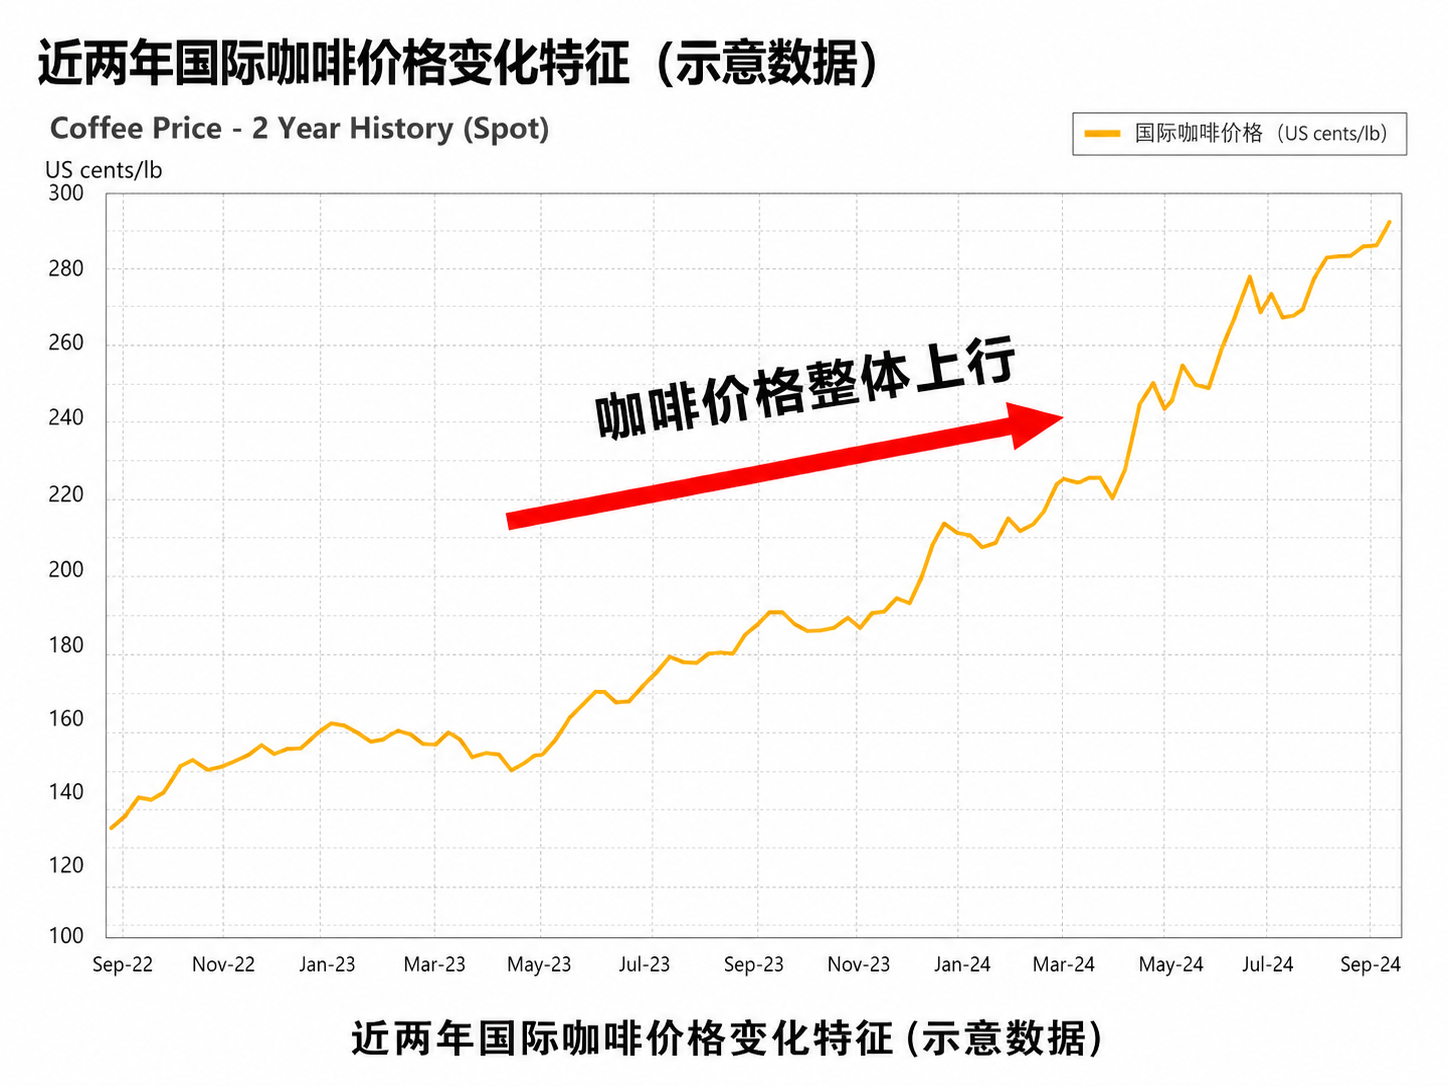 近两年国际咖啡价格变化特征（示意数据）
Coffee Price - 2 Year History (Spot)
国际咖啡价格（US cents/lb）
US cents/lb
300
280
260
240
220
200
180
160
140
120
100
咖啡价格整体上行
Sep-22 Nov-22 Jan-23 Mar-23 May-23 Jul-23 Sep-23 Nov-23 Jan-24 Mar-24 May-24 Jul-24 Sep-24
近两年国际咖啡价格变化特征 (示意数据)